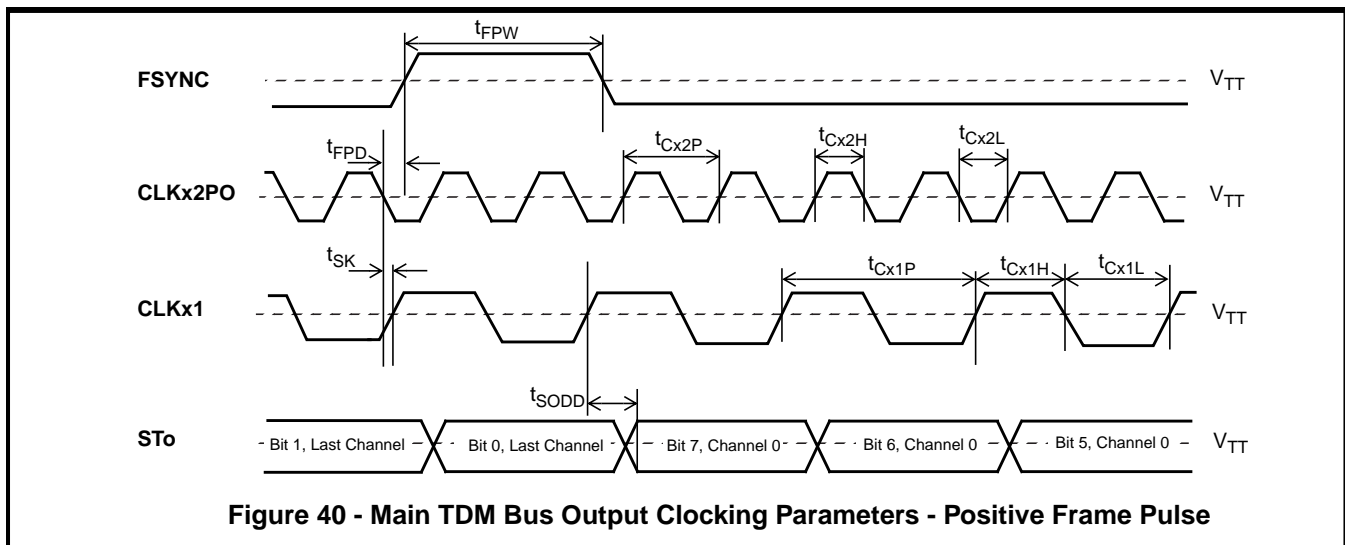 tFPW
FSYNC
VTT
tFPD
tCx2P
tCx2H
tCx2L
CLKx2PO
VTT
tSK
tCx1P
tCx1H
tCx1L
CLKx1
VTT
tSODD
STo
Bit 1, Last Channel
Bit 0, Last Channel
Bit 7, Channel 0
Bit 6, Channel 0
Bit 5, Channel 0
VTT
Figure 40 - Main TDM Bus Output Clocking Parameters - Positive Frame Pulse